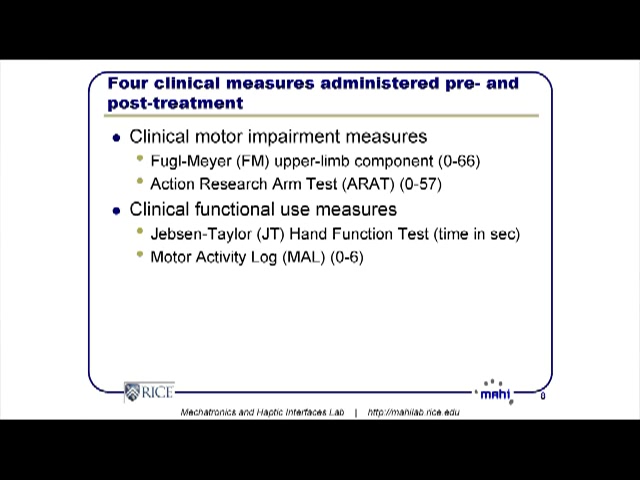 Four clinical measures administered pre- and
post-treatment
Clinical motor impairment measures
Fugl-Meyer (FM) upper-limb component (0-66)
Action Research Arm Test (ARAT) (0-57)
Clinical functional use measures
Jebsen-Taylor (JT) Hand Function Test (time in sec)
Motor Activity Log (MAL) (0-6)
RICE
mahi
Mechatronics and Haptic Interfaces Lab | http://mahilab.rice.edu